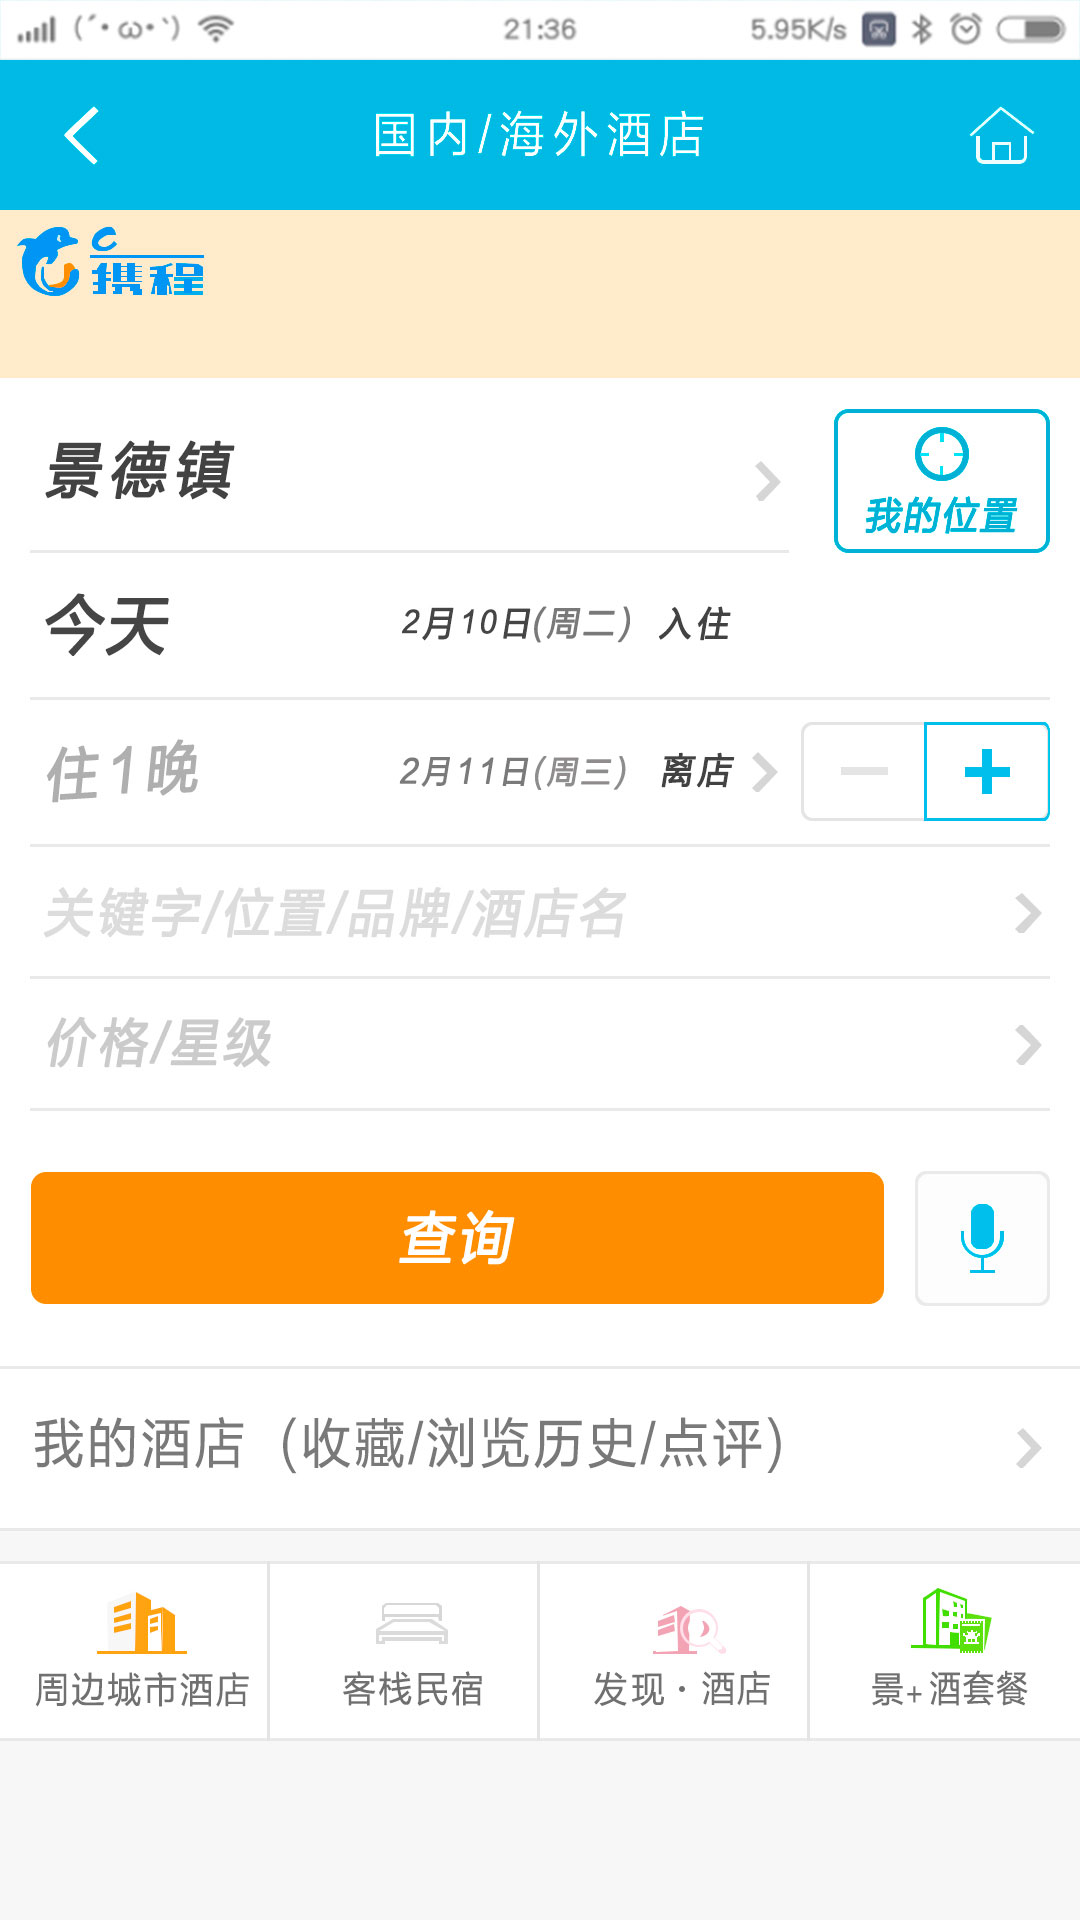 (´・ω・`) 21:36 5.95K/s
国内/海外酒店
携程
景德镇
我的位置
今天 2月10日(周二) 入住
住1晚 2月11日(周三) 离店
关键字/位置/品牌/酒店名
价格/星级
查询
我的酒店（收藏/浏览历史/点评）
周边城市酒店 客栈民宿 发现·酒店 景+酒套餐